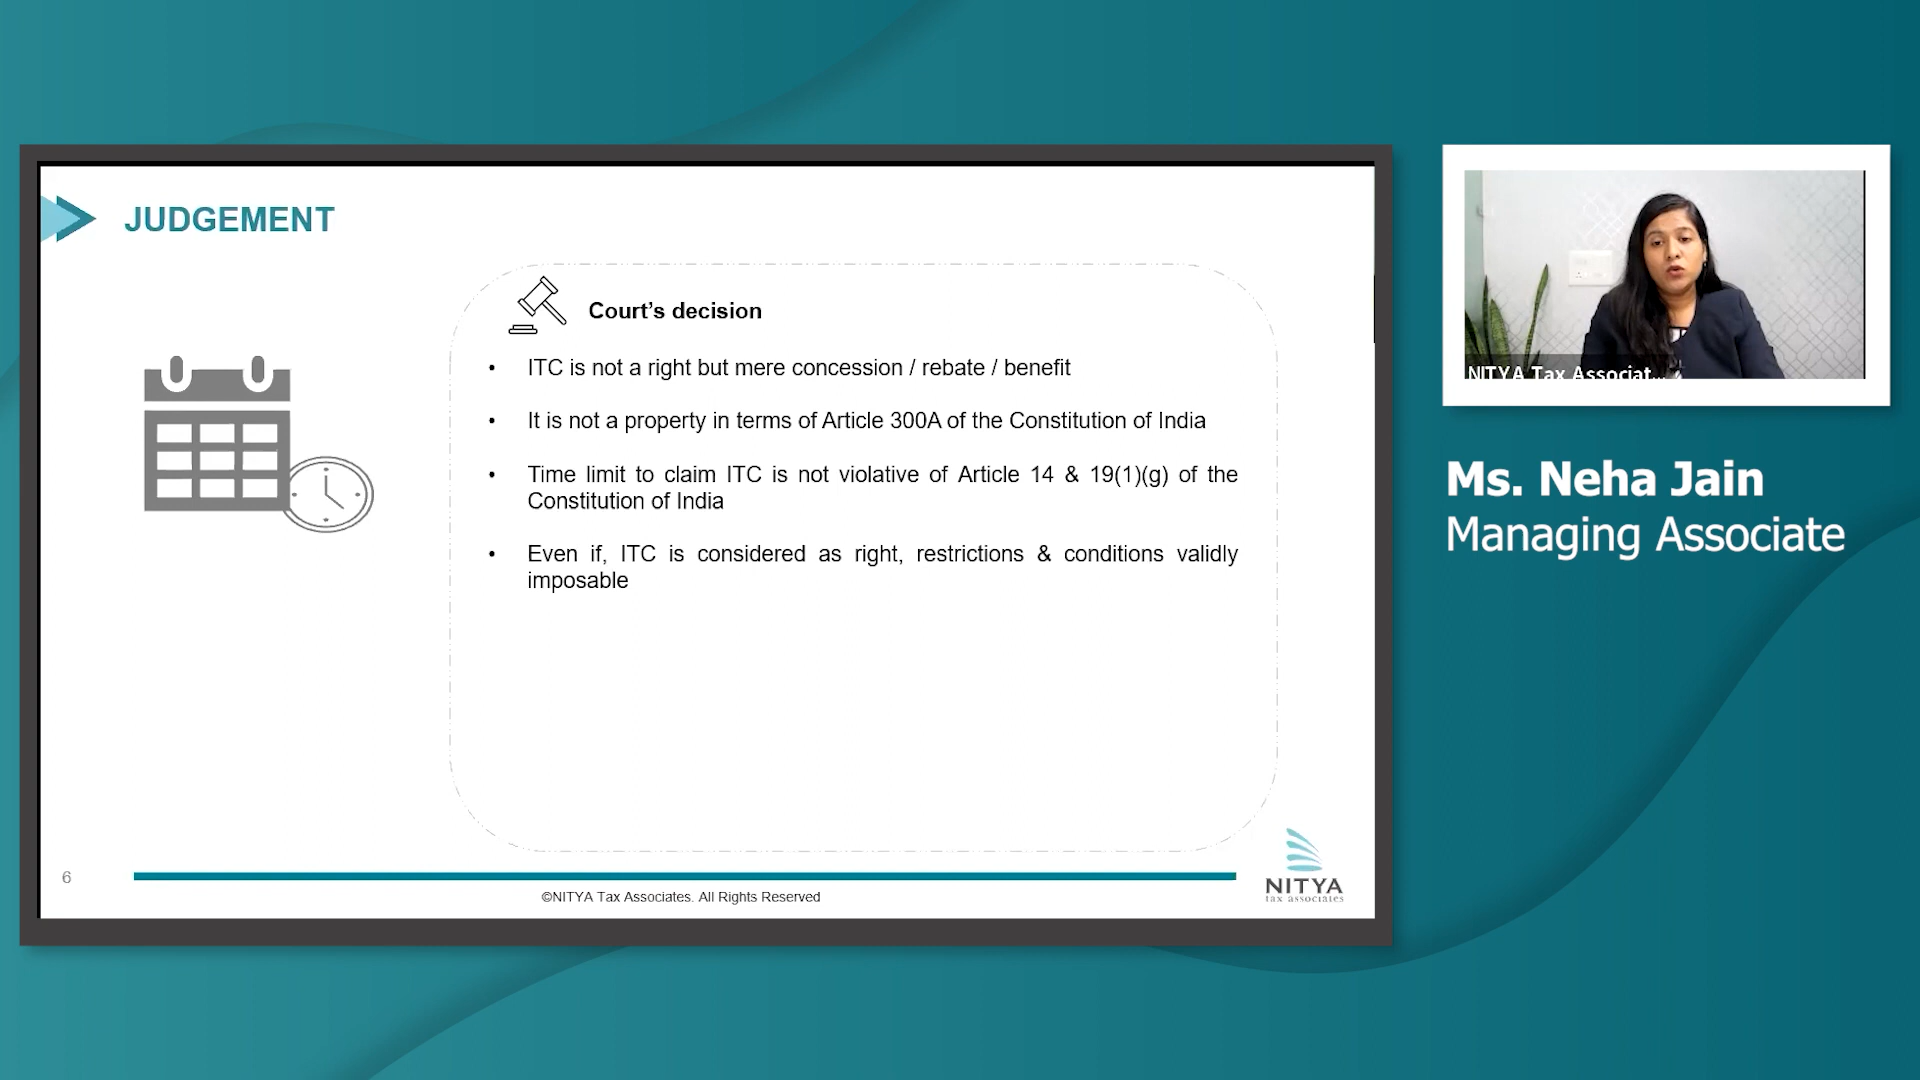 JUDGEMENT
Court’s decision
• ITC is not a right but mere concession / rebate / benefit
• It is not a property in terms of Article 300A of the Constitution of India
• Time limit to claim ITC is not violative of Article 14 & 19(1)(g) of the
Constitution of India
• Even if, ITC is considered as right, restrictions & conditions validly
imposable
6
©NITYA Tax Associates. All Rights Reserved
NITYA
tax associates
NITYA Tax Associat...
Ms. Neha Jain
Managing Associate